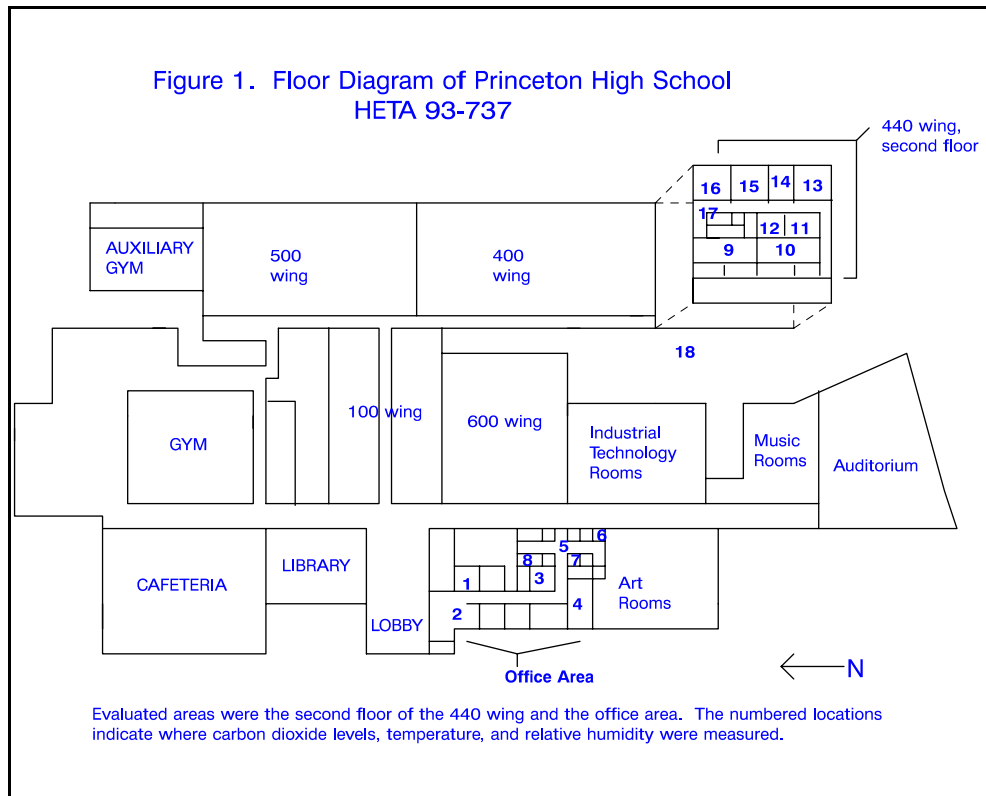 Figure 1. Floor Diagram of Princeton High School
HETA 93-737
440 wing,
second floor
16 15 14 13
17
12 11
9 10
AUXILIARY
GYM
500
wing
400
wing
18
100 wing
600 wing
GYM
Industrial
Technology
Rooms
Music
Rooms
Auditorium
CAFETERIA
LIBRARY
LOBBY
1
2
3
4
5
6
7
8
Art
Rooms
Office Area
N
Evaluated areas were the second floor of the 440 wing and the office area. The numbered locations
indicate where carbon dioxide levels, temperature, and relative humidity were measured.